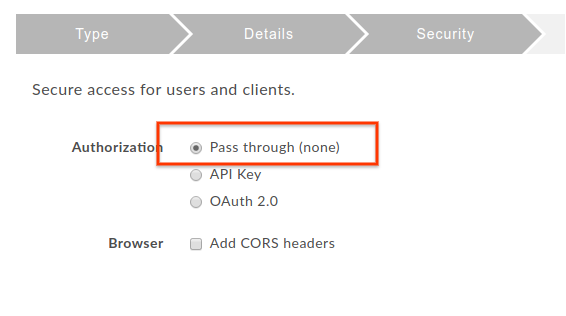 Type Details Security
Secure access for users and clients.
Authorization Pass through (none)
API Key
OAuth 2.0
Browser Add CORS headers